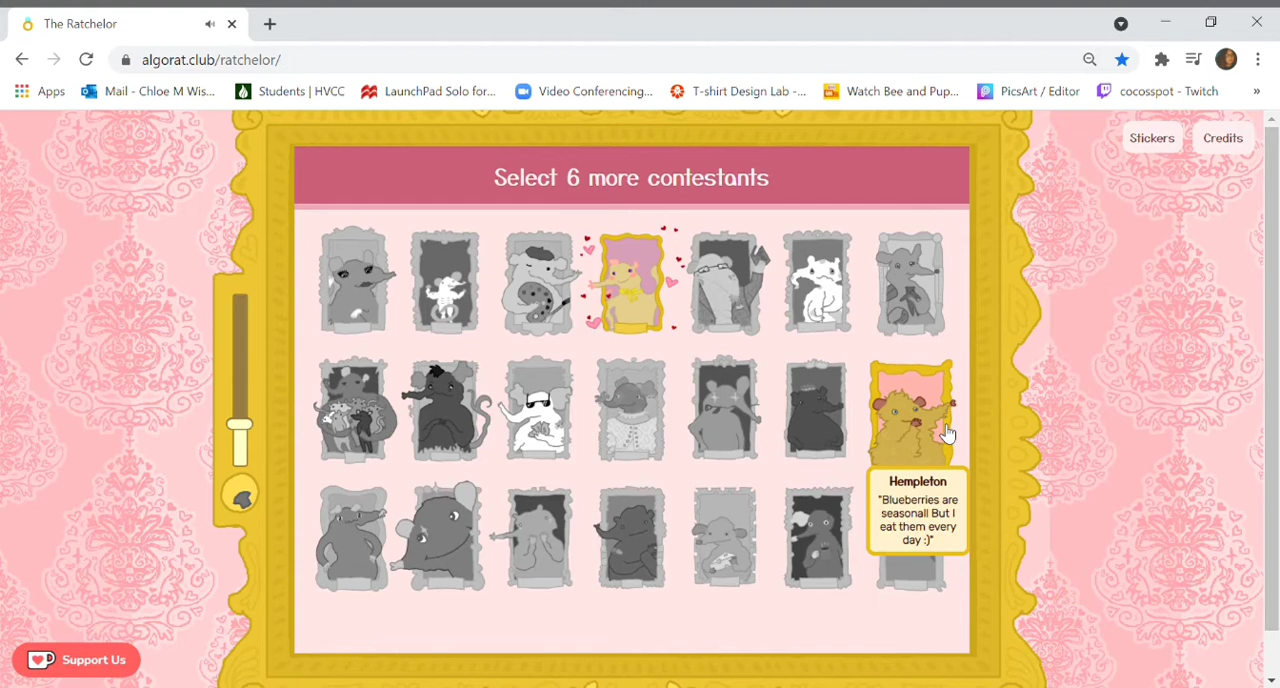 The Ratchelor
algorat.club/ratchelor/
Apps Mail - Chloe M Wis... Students | HVCC LaunchPad Solo for... Video Conferencing... T-shirt Design Lab -... Watch Bee and Pup... PicsArt / Editor cocosspot - Twitch »
Stickers Credits
Select 6 more contestants
Hempleton
"Blueberries are
seasonal! But I
eat them every
day :)"
Support Us